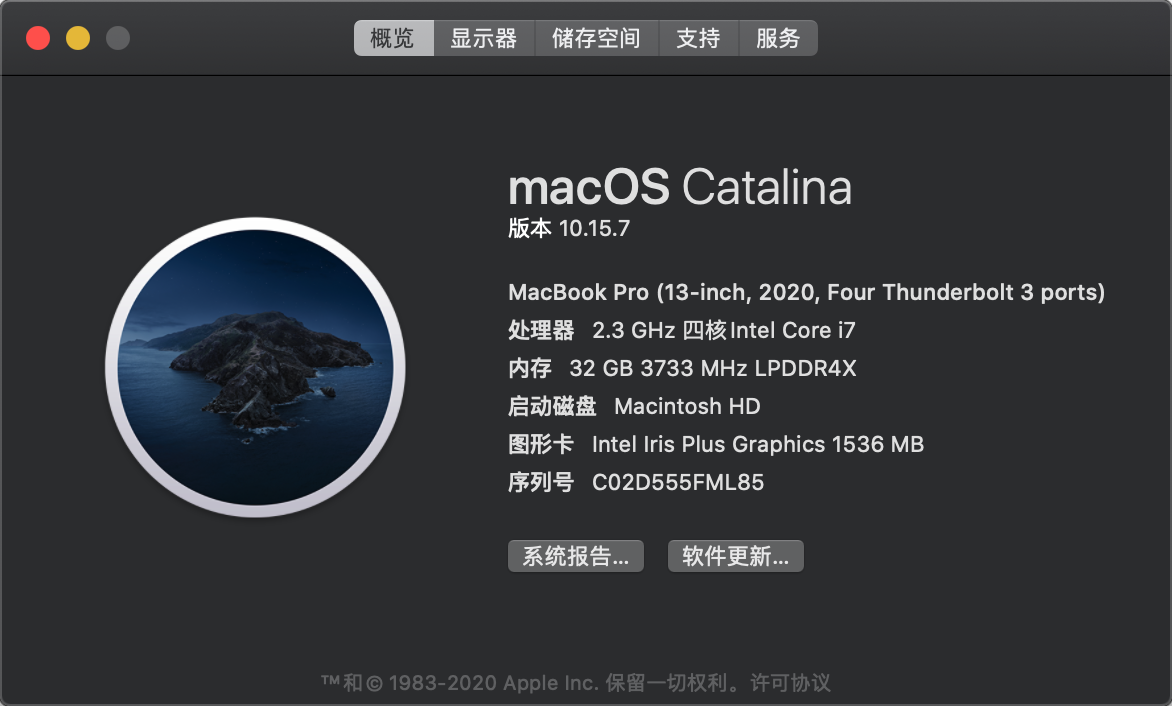 概览 显示器 储存空间 支持 服务
macOS Catalina
版本 10.15.7
MacBook Pro (13-inch, 2020, Four Thunderbolt 3 ports)
处理器 2.3 GHz 四核Intel Core i7
内存 32 GB 3733 MHz LPDDR4X
启动磁盘 Macintosh HD
图形卡 Intel Iris Plus Graphics 1536 MB
序列号 C02D555FML85
系统报告... 软件更新...
™和© 1983-2020 Apple Inc. 保留一切权利。许可协议